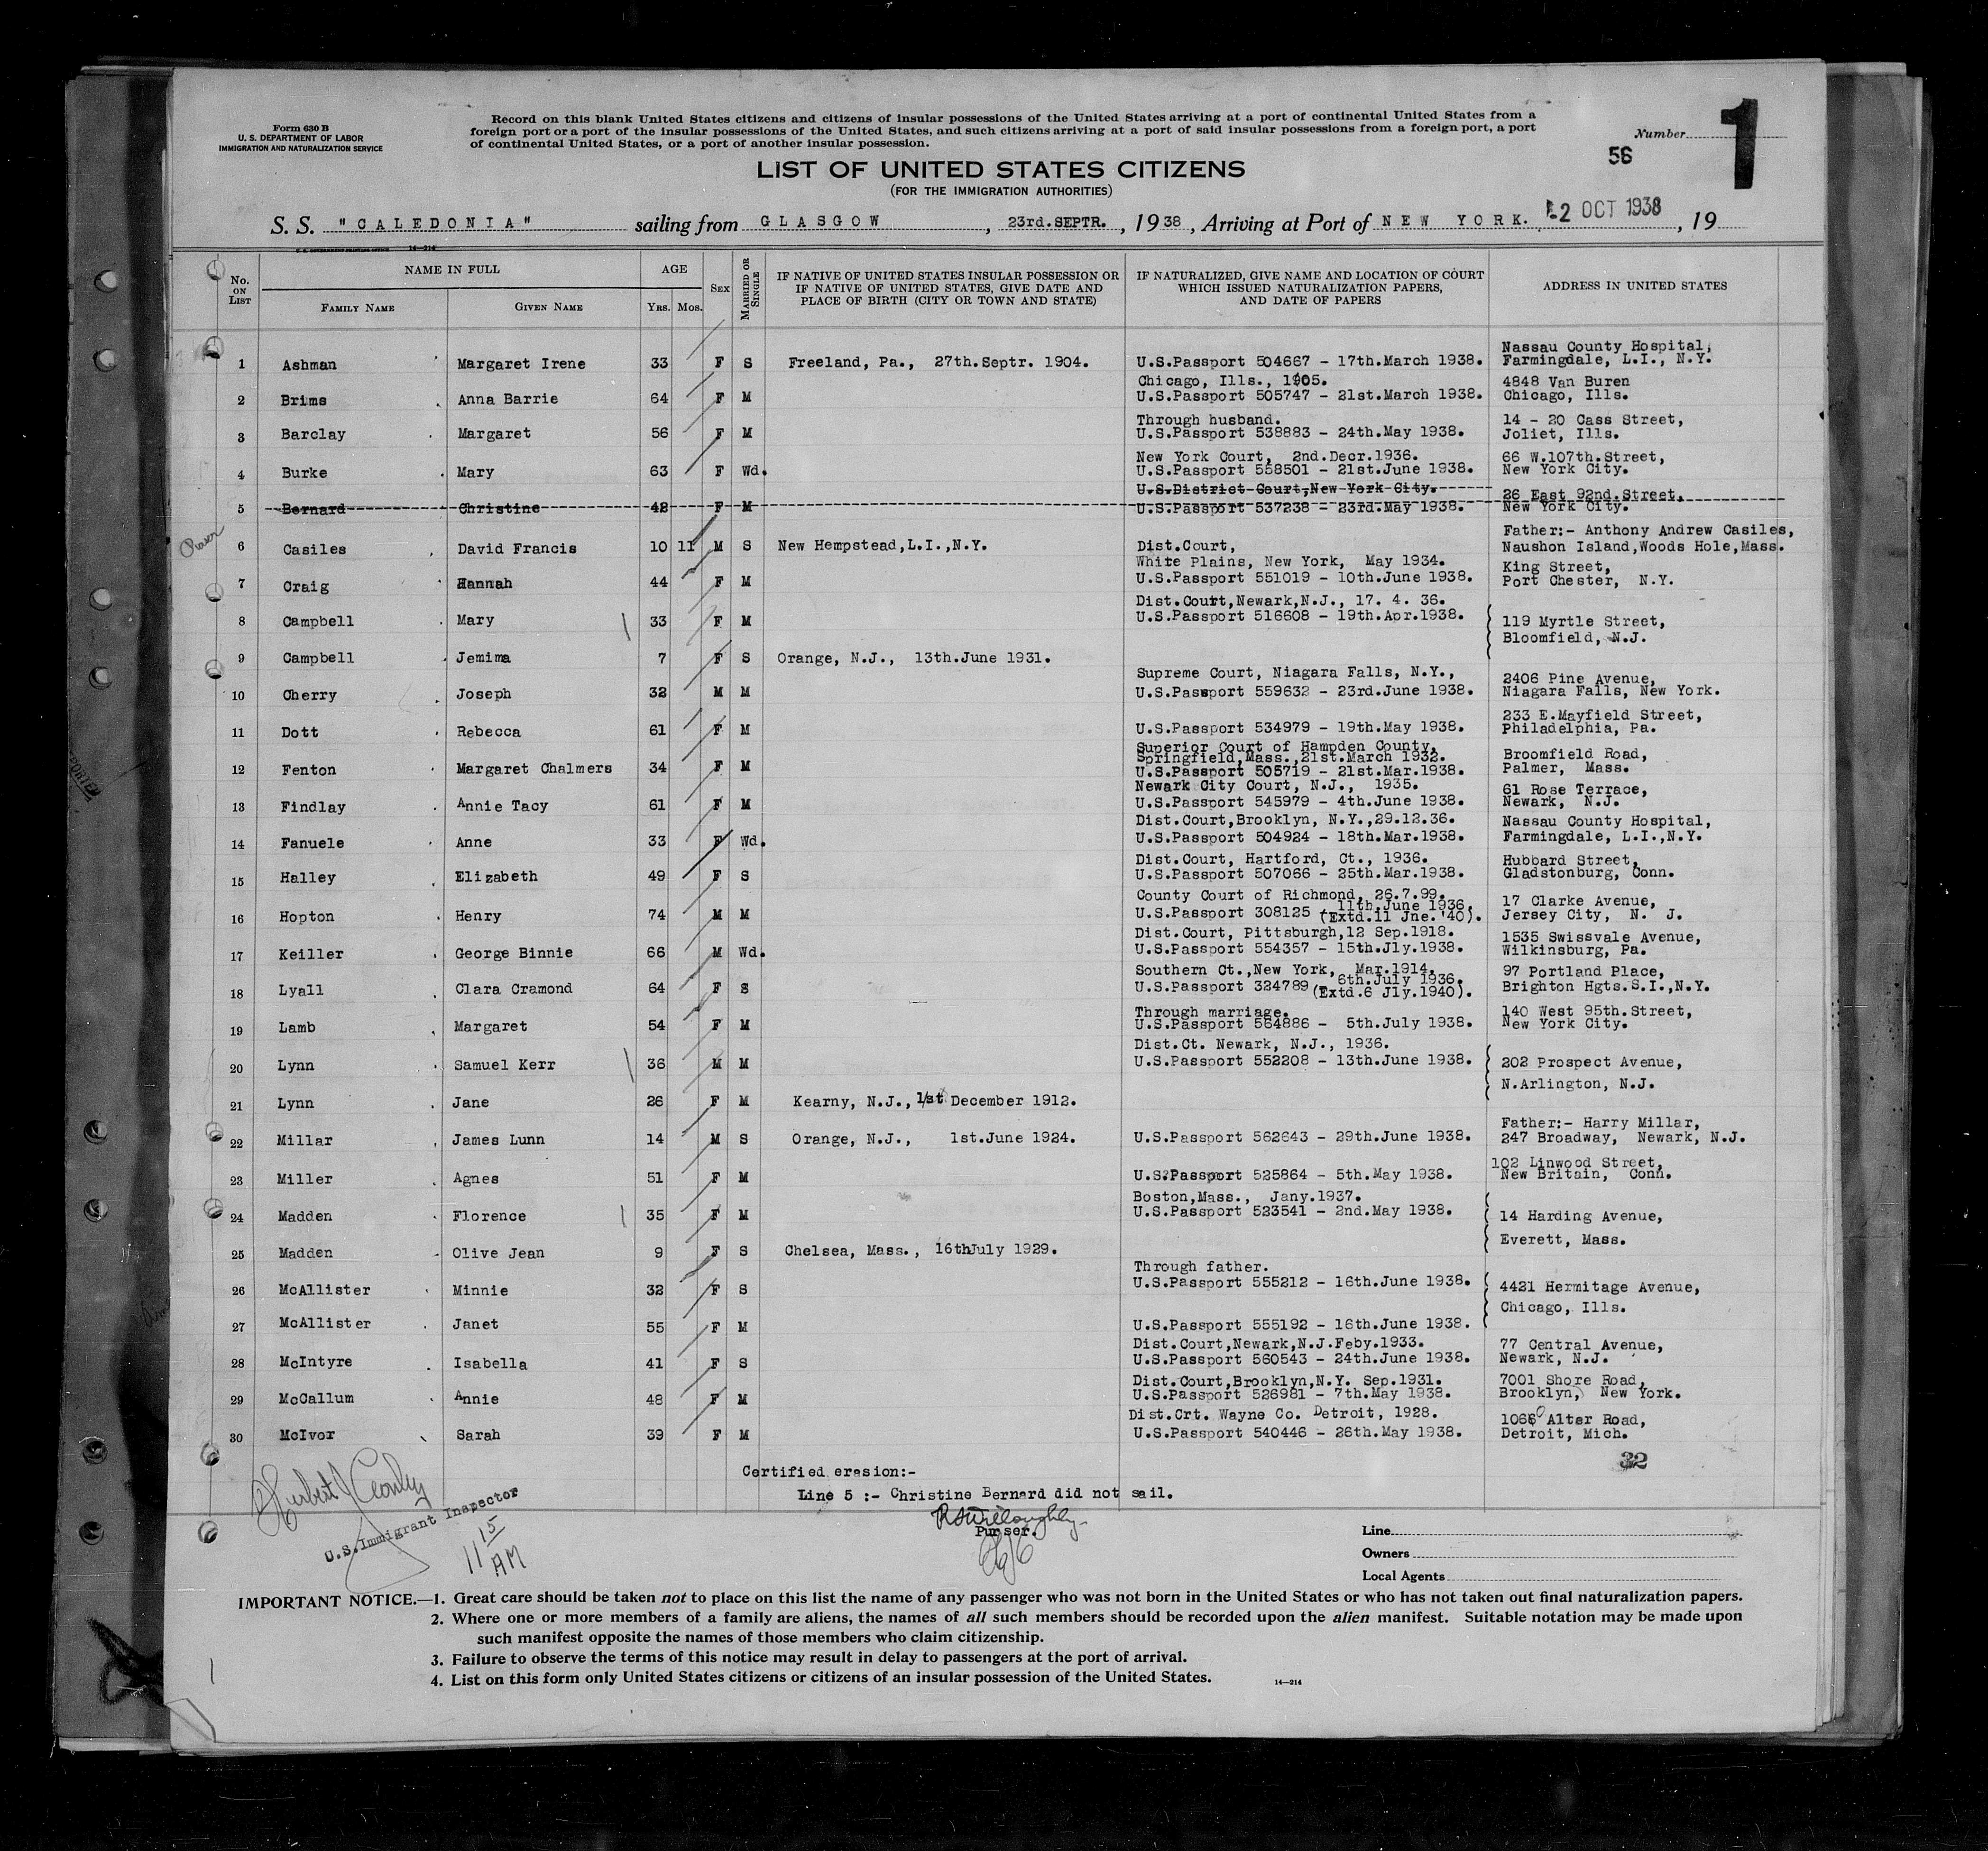 Form 630 B
U. S. DEPARTMENT OF LABOR
IMMIGRATION AND NATURALIZATION SERVICE
Record on this blank United States citizens and citizens of insular possessions of the United States arriving at a port of continental United States from a
foreign port or a port of the insular possessions of the United States, and such citizens arriving at a port of said insular possessions from a foreign port, a port
of continental United States, or a port of another insular possession.
Number 1
56
LIST OF UNITED STATES CITIZENS
(FOR THE IMMIGRATION AUTHORITIES)
S. S. "CALEDONIA" sailing from GLASGOW, 23rd.SEPTR., 1938, Arriving at Port of NEW YORK. 2 OCT 1938, 19
U. S. GOVERNMENT PRINTING OFFICE 14—214
No. ON LIST
NAME IN FULL
FAMILY NAME
GIVEN NAME
AGE
YRS. MOS.
SEX
MARRIED OR SINGLE
IF NATIVE OF UNITED STATES INSULAR POSSESSION OR
IF NATIVE OF UNITED STATES, GIVE DATE AND
PLACE OF BIRTH (CITY OR TOWN AND STATE)
IF NATURALIZED, GIVE NAME AND LOCATION OF COURT
WHICH ISSUED NATURALIZATION PAPERS,
AND DATE OF PAPERS
ADDRESS IN UNITED STATES
Nassau County Hospital,
1 Ashman Margaret Irene 33 F S Freeland, Pa., 27th.Septr. 1904. U.S.Passport 504667 - 17th.March 1938. Farmingdale, L.I., N.Y.
Chicago, Ills., 1905. 4848 Van Buren
2 Brims Anna Barrie 64 F M U.S.Passport 505747 - 21st.March 1938. Chicago, Ills.
Through husband. 14 - 20 Cass Street,
3 Barclay Margaret 56 F M U.S.Passport 538883 - 24th.May 1938. Joliet, Ills.
New York Court, 2nd.Decr.1936. 66 W.107th.Street,
4 Burke Mary 63 F Wd. U.S.Passport 558501 - 21st.June 1938. New York City.
U.S.District Court,New York City. 26 East 92nd.Street,
5 Bernard Christine 48 F M U.S.Passport 537238 - 23rd.May 1938. New York City.
Purser
Father:- Anthony Andrew Casiles,
6 Casiles David Francis 10 11 M S New Hempstead,L.I.,N.Y. Dist.Court, Naushon Island,Woods Hole,Mass.
White Plains, New York, May 1934. King Street,
7 Craig Hannah 44 F M U.S.Passport 551019 - 10th.June 1938. Port Chester, N.Y.
Dist.Court,Newark,N.J., 17. 4. 36.
8 Campbell Mary 33 F M U.S.Passport 516608 - 19th.Apr.1938. 119 Myrtle Street,
Bloomfield, N.J.
9 Campbell Jemima 7 F S Orange, N.J., 13th.June 1931.
Supreme Court, Niagara Falls, N.Y., 2406 Pine Avenue,
10 Cherry Joseph 32 M M U.S.Passport 559632 - 23rd.June 1938. Niagara Falls, New York.
233 E.Mayfield Street,
11 Dott Rebecca 61 F M U.S.Passport 534979 - 19th.May 1938. Philadelphia, Pa.
Superior Court of Hampden County,
Springfield,Mass.,21st.March 1932. Broomfield Road,
12 Fenton Margaret Chalmers 34 F M U.S.Passport 505719 - 21st.Mar.1938. Palmer, Mass.
Newark City Court, N.J., 1935. 61 Rose Terrace,
13 Findlay Annie Tacy 61 F M U.S.Passport 545979 - 4th.June 1938. Newark, N.J.
Dist.Court,Brooklyn, N.Y.,29.12.36. Nassau County Hospital,
14 Fanuele Anne 33 F Wd. U.S.Passport 504924 - 18th.Mar.1938. Farmingdale, L.I.,N.Y.
Dist.Court, Hartford, Ct., 1936. Hubbard Street,
15 Halley Elizabeth 49 F S U.S.Passport 507066 - 25th.Mar.1938. Gladstonburg, Conn.
County Court of Richmond, 26.7.99. 17 Clarke Avenue,
16 Hopton Henry 74 M M U.S.Passport 308125 - 11th.June 1936. (Extd.11 Jne.'40). Jersey City, N. J.
Dist.Court, Pittsburgh,12 Sep.1918. 1535 Swissvale Avenue,
17 Keiller George Binnie 66 M Wd. U.S.Passport 554357 - 15th.Jly.1938. Wilkinsburg, Pa.
Southern Ct.,New York, Mar.1914. 97 Portland Place,
18 Lyall Clara Cramond 64 F S U.S.Passport 324789 - 6th.July 1936. (Extd.6 Jly.1940). Brighton Hgts.S.I.,N.Y.
Through marriage. 140 West 95th.Street,
19 Lamb Margaret 54 F M U.S.Passport 564886 - 5th.July 1938. New York City.
Dist.Ct. Newark, N.J., 1936.
20 Lynn Samuel Kerr 36 M M U.S.Passport 552208 - 13th.June 1938. 202 Prospect Avenue,
N.Arlington, N.J.
21 Lynn Jane 26 F M Kearny, N.J., 1st December 1912.
Father:- Harry Millar,
22 Millar James Lunn 14 M S Orange, N.J., 1st.June 1924. U.S.Passport 562643 - 29th.June 1938. 247 Broadway, Newark, N.J.
102 Linwood Street,
23 Miller Agnes 51 F M U.S.Passport 525864 - 5th.May 1938. New Britain, Conn.
Boston,Mass., Jany.1937.
24 Madden Florence 35 F M U.S.Passport 523541 - 2nd.May 1938. 14 Harding Avenue,
Everett, Mass.
25 Madden Olive Jean 9 F S Chelsea, Mass., 16thJuly 1929.
Through father.
26 McAllister Minnie 32 F S U.S.Passport 555212 - 16th.June 1938. 4421 Hermitage Avenue,
Chicago, Ills.
27 McAllister Janet 55 F M U.S.Passport 555192 - 16th.June 1938.
Dist.Court,Newark,N.J.Feby.1933. 77 Central Avenue,
28 McIntyre Isabella 41 F S U.S.Passport 560543 - 24th.June 1938. Newark, N.J.
Dist.Court,Brooklyn,N.Y. Sep.1931. 7001 Shore Road,
29 McCallum Annie 48 F M U.S.Passport 526981 - 7th.May 1938. Brooklyn, New York.
Dist.Crt. Wayne Co. Detroit, 1928. 1060 Alter Road,
30 McIvor Sarah 39 F M U.S.Passport 540446 - 26th.May 1938. Detroit, Mich.
32
Certified erasion:-
Line 5 :- Christine Bernard did not sail.
U.S.Immigrant Inspector
11 15 AM
Purser.
Line
Owners
Local Agents
IMPORTANT NOTICE.—1. Great care should be taken not to place on this list the name of any passenger who was not born in the United States or who has not taken out final naturalization papers.
2. Where one or more members of a family are aliens, the names of all such members should be recorded upon the alien manifest. Suitable notation may be made upon
such manifest opposite the names of those members who claim citizenship.
3. Failure to observe the terms of this notice may result in delay to passengers at the port of arrival.
4. List on this form only United States citizens or citizens of an insular possession of the United States.
14—214